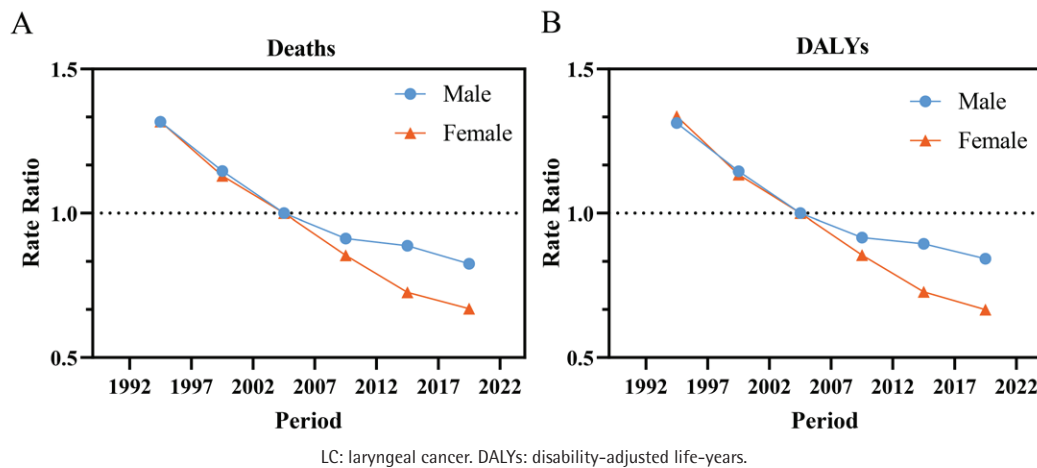 A
Deaths
1.5
1.0
0.5
Rate Ratio
Male
Female
1992 1997 2002 2007 2012 2017 2022
Period
B
DALYs
1.5
1.0
0.5
Rate Ratio
Male
Female
1992 1997 2002 2007 2012 2017 2022
Period
LC: laryngeal cancer. DALYs: disability-adjusted life-years.